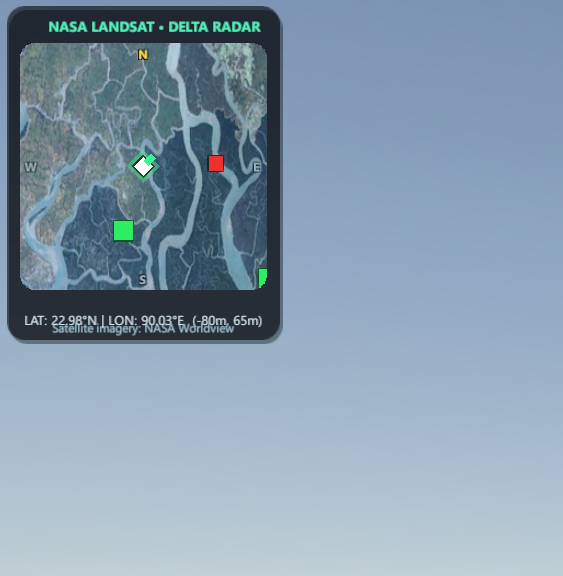 NASA LANDSAT • DELTA RADAR
N
W E
S
LAT: 22.98°N | LON: 90.03°E (-80m, 65m)
Satellite imagery: NASA Worldview